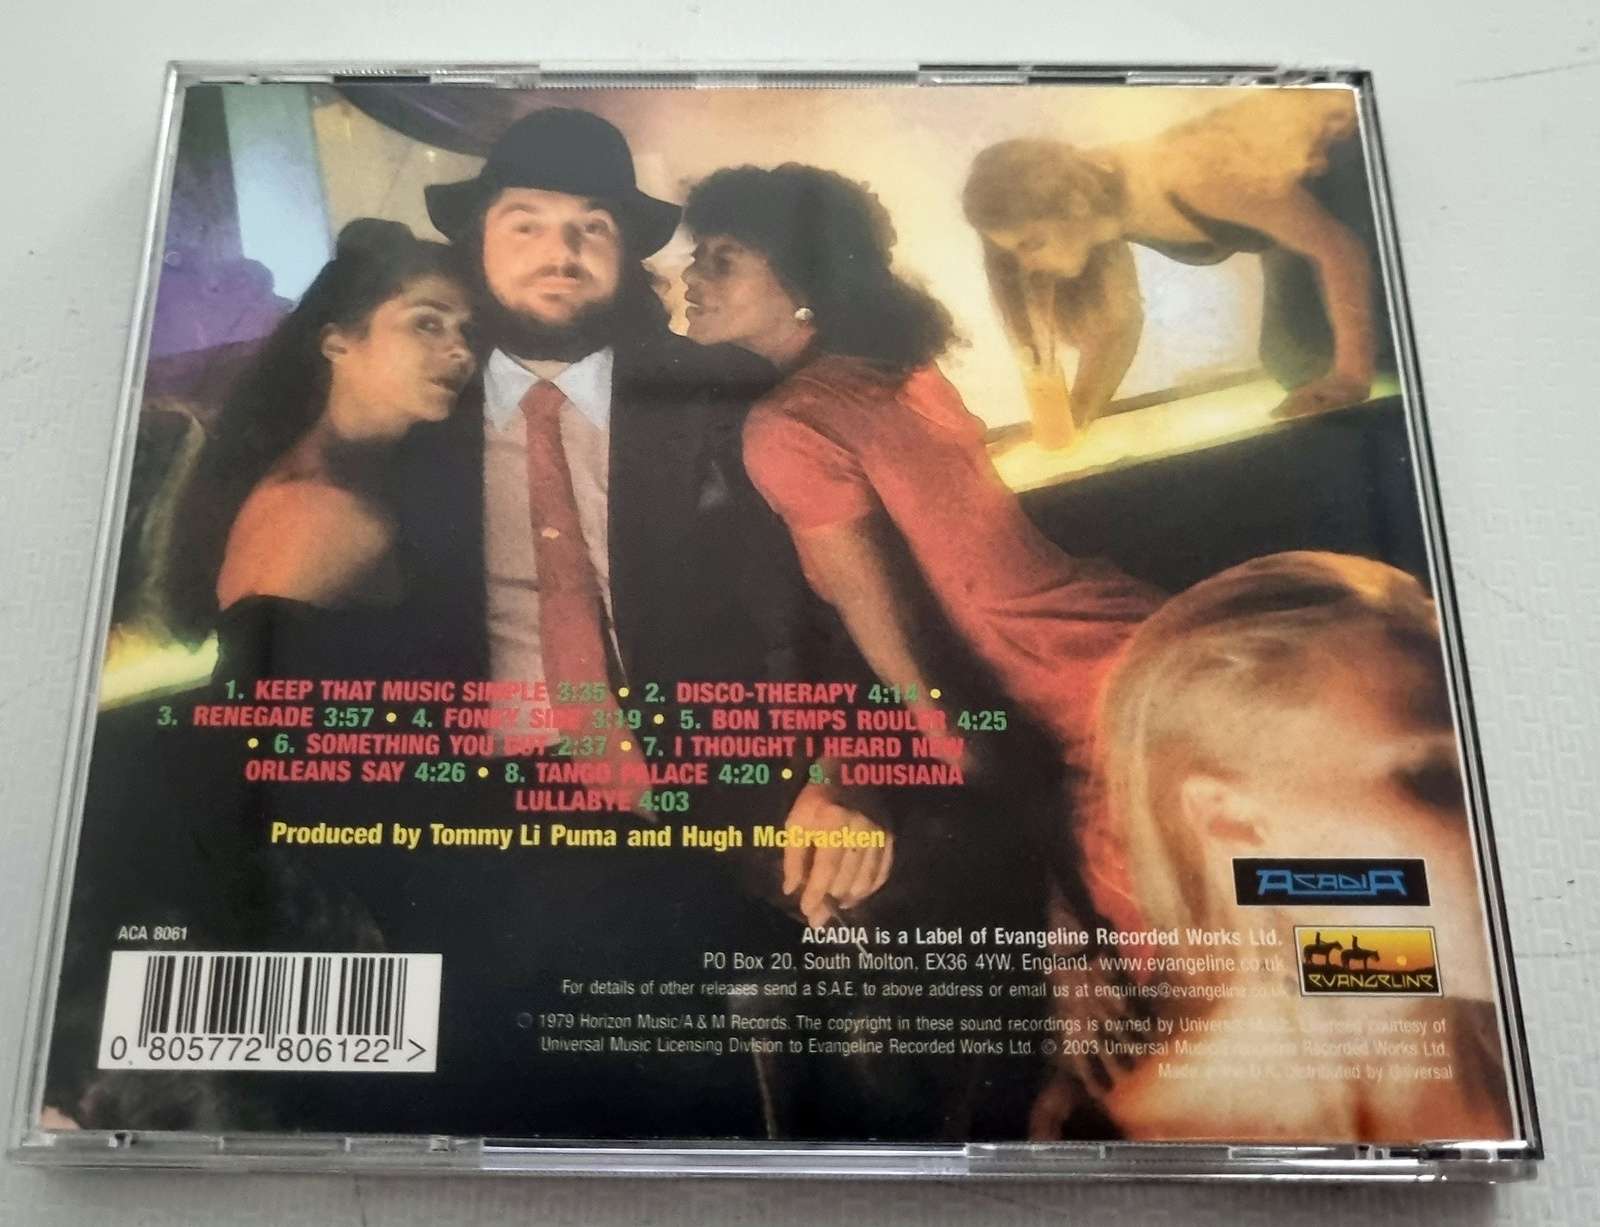 1. KEEP THAT MUSIC SIMPLE 3:35 • 2. DISCO-THERAPY 4:14 •
3. RENEGADE 3:57 • 4. FONKY SIDE 3:19 • 5. BON TEMPS ROULER 4:25
• 6. SOMETHING YOU GOT 2:37 • 7. I THOUGHT I HEARD NEW
ORLEANS SAY 4:26 • 8. TANGO PALACE 4:20 • 9. LOUISIANA
LULLABYE 4:03
Produced by Tommy Li Puma and Hugh McCracken
ACADIA
ACA 8061
0 805772 806122 >
ACADIA is a Label of Evangeline Recorded Works Ltd.
PO Box 20, South Molton, EX36 4YW, England. www.evangeline.co.uk
For details of other releases send a S.A.E. to above address or email us at enquiries@evangeline.co.uk
EVANGELINE
℗ 1979 Horizon Music/A & M Records. The copyright in these sound recordings is owned by Universal Music. Licensed courtesy of
Universal Music Licensing Division to Evangeline Recorded Works Ltd. © 2003 Universal Music/Evangeline Recorded Works Ltd.
Made in the U.K. Distributed by Universal